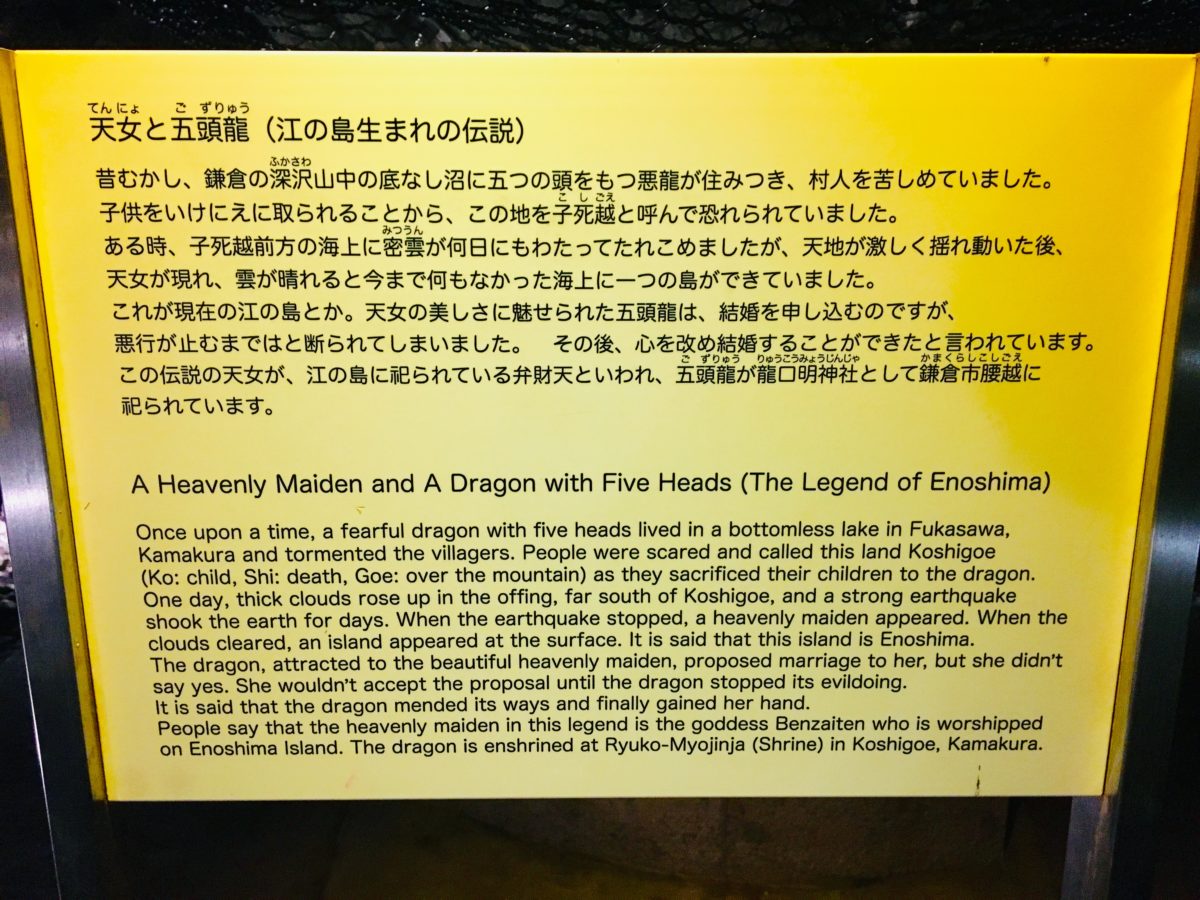 てんにょ ご ずりゅう
天女と五頭龍（江の島生まれの伝説）
ふかさわ
昔むかし、鎌倉の深沢山中の底なし沼に五つの頭をもつ悪龍が住みつき、村人を苦しめていました。
こ し ごえ
子供をいけにえに取られることから、この地を子死越と呼んで恐れられていました。
みつうん
ある時、子死越前方の海上に密雲が何日にもわたってたれこめましたが、天地が激しく揺れ動いた後、
天女が現れ、雲が晴れると今まで何もなかった海上に一つの島ができていました。
これが現在の江の島とか。天女の美しさに魅せられた五頭龍は、結婚を申し込むのですが、
悪行が止むまではと断られてしまいました。 その後、心を改め結婚することができたと言われています。
ご ずりゅう りゅうこうみょうじんじゃ かまくらしこしごえ
この伝説の天女が、江の島に祀られている弁財天といわれ、五頭龍が龍口明神社として鎌倉市腰越に
祀られています。
A Heavenly Maiden and A Dragon with Five Heads (The Legend of Enoshima)
Once upon a time, a fearful dragon with five heads lived in a bottomless lake in Fukasawa,
Kamakura and tormented the villagers. People were scared and called this land Koshigoe
(Ko: child, Shi: death, Goe: over the mountain) as they sacrificed their children to the dragon.
One day, thick clouds rose up in the offing, far south of Koshigoe, and a strong earthquake
shook the earth for days. When the earthquake stopped, a heavenly maiden appeared. When the
clouds cleared, an island appeared at the surface. It is said that this island is Enoshima.
The dragon, attracted to the beautiful heavenly maiden, proposed marriage to her, but she didn't
say yes. She wouldn't accept the proposal until the dragon stopped its evildoing.
It is said that the dragon mended its ways and finally gained her hand.
People say that the heavenly maiden in this legend is the goddess Benzaiten who is worshipped
on Enoshima Island. The dragon is enshrined at Ryuko-Myojinja (Shrine) in Koshigoe, Kamakura.